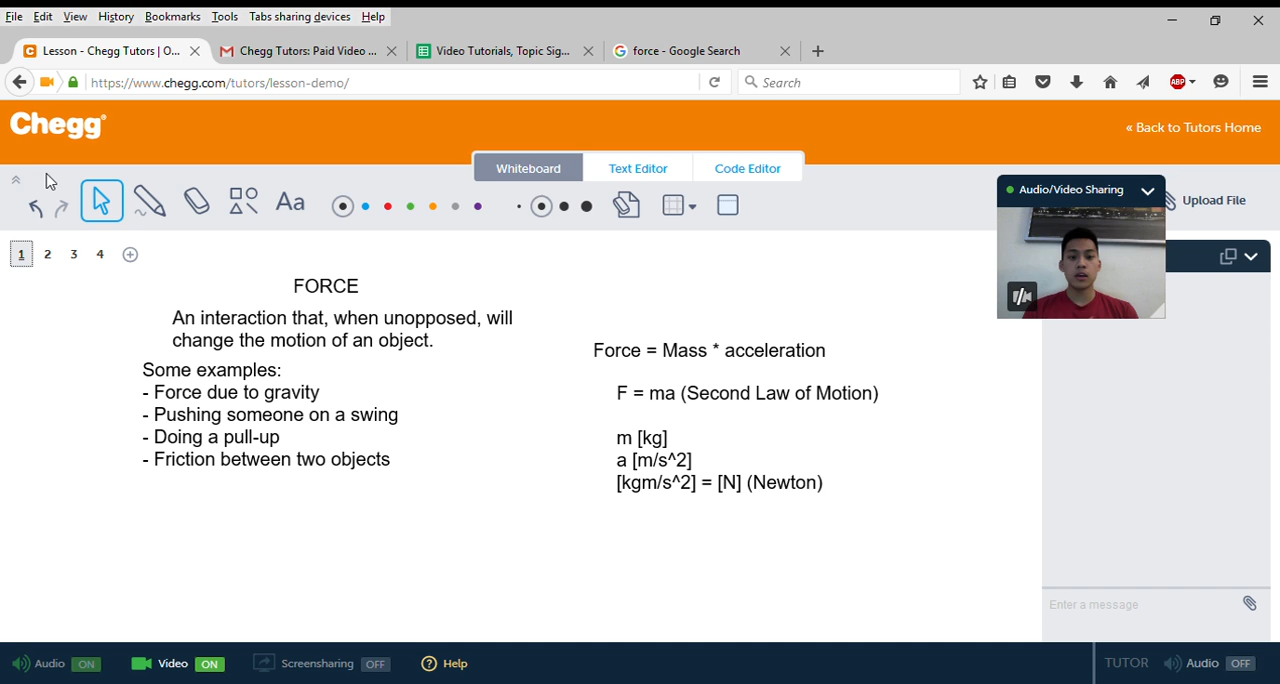 File Edit View History Bookmarks Tools Tabs sharing devices Help
Lesson - Chegg Tutors | O... Chegg Tutors: Paid Video ... Video Tutorials, Topic Sig... force - Google Search
https://www.chegg.com/tutors/lesson-demo/ Search ABP
Chegg
« Back to Tutors Home
Whiteboard Text Editor Code Editor
Aa
Audio/Video Sharing
Upload File
1 2 3 4
FORCE
An interaction that, when unopposed, will
change the motion of an object.
Some examples:
- Force due to gravity
- Pushing someone on a swing
- Doing a pull-up
- Friction between two objects
Force = Mass * acceleration
F = ma (Second Law of Motion)
m [kg]
a [m/s^2]
[kgm/s^2] = [N] (Newton)
Enter a message
Audio ON Video ON Screensharing OFF ? Help TUTOR Audio OFF